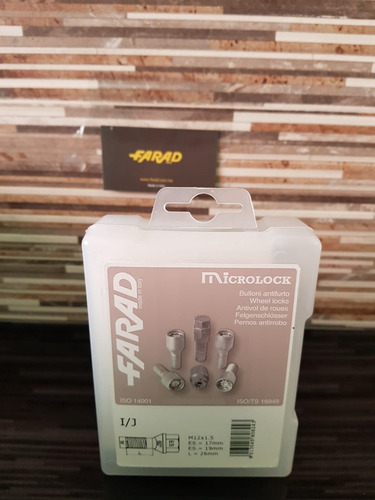 FARAD
MICROLOCK
Bulloni antifurto
Wheel locks
Antivol de roues
Felgenschlösser
Pernos antirrobo
FARAD
ISO 14001
ISO/TS 16949
I/J
M12x1.5
ES.= 17mm
ES.= 19mm
L = 26mm